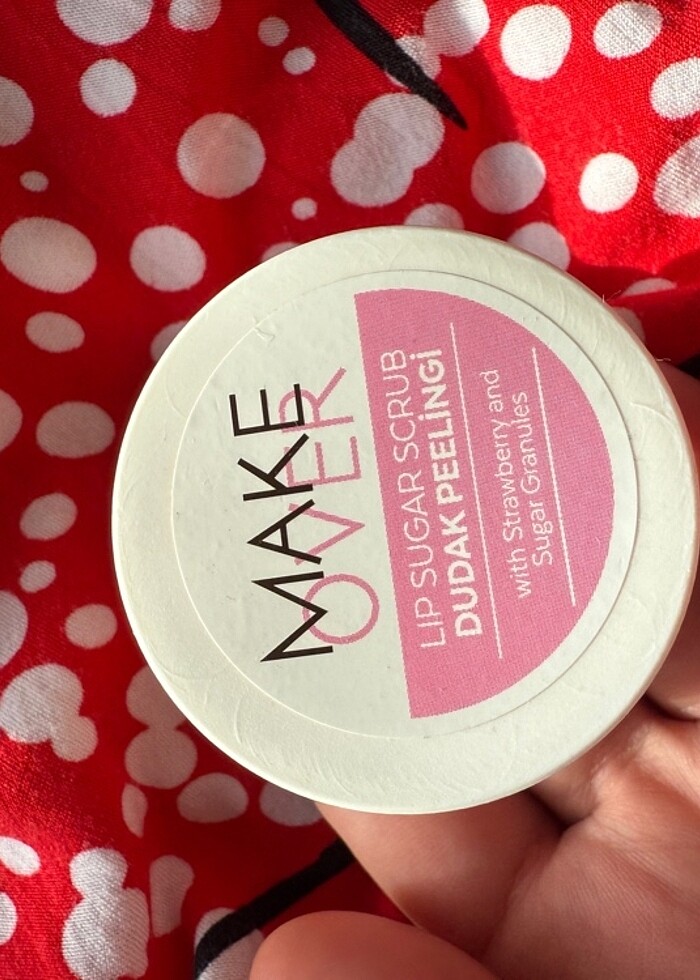 MAKE
OVER
LIP SUGAR SCRUB
DUDAK PEELİNGİ
with Strawberry and
Sugar Granules